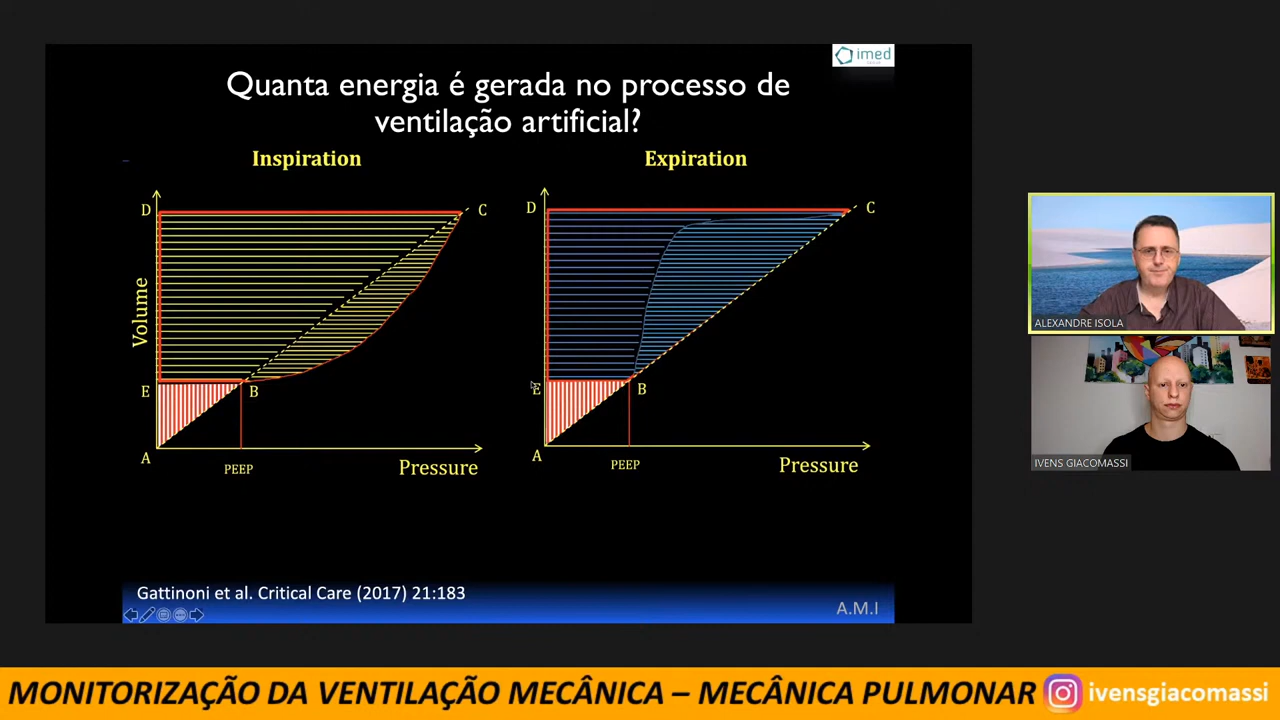 imed
Quanta energia é gerada no processo de
ventilação artificial?
Inspiration
Expiration
D
C
Volume
E
B
A
PEEP
Pressure
D
C
E
B
A
PEEP
Pressure
Gattinoni et al. Critical Care (2017) 21:183
A.M.I
ALEXANDRE ISOLA
IVENS GIACOMASSI
MONITORIZAÇÃO DA VENTILAÇÃO MECÂNICA – MECÂNICA PULMONAR
ivensgiacomassi